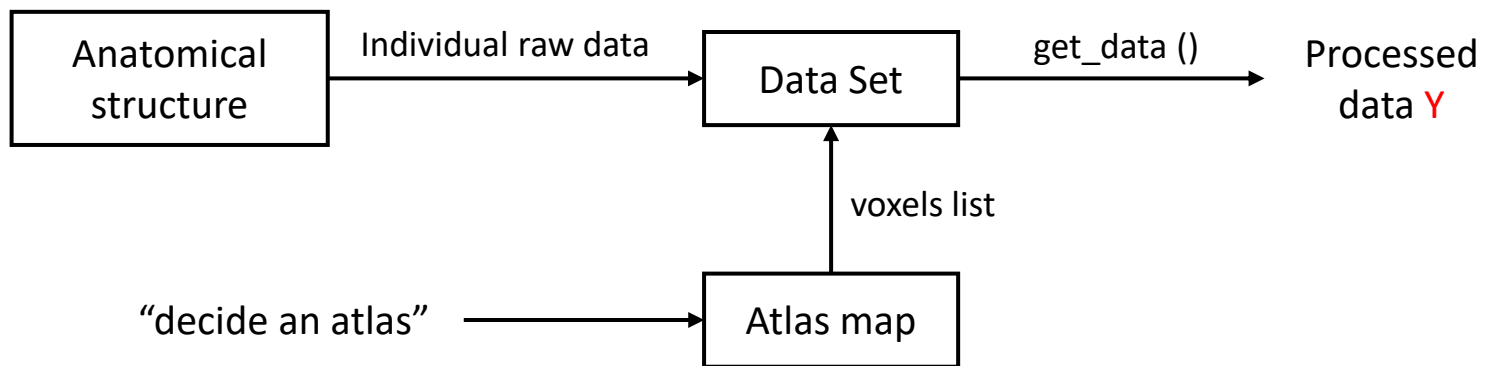 Anatomical
structure
Individual raw data
Data Set
get_data ()
Processed
data Y
voxels list
“decide an atlas”
Atlas map